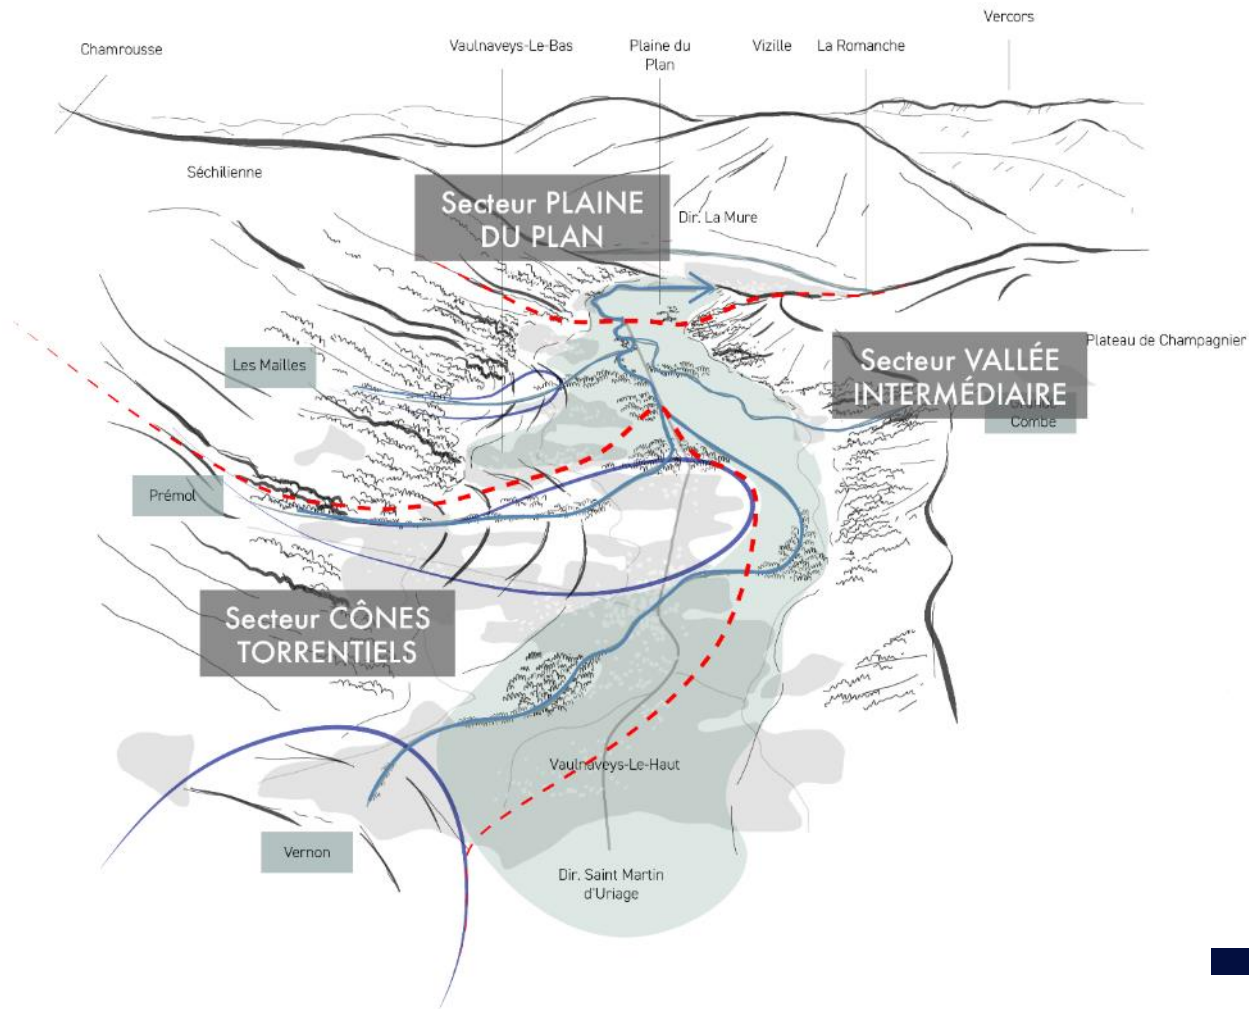 Vercors
Chamrousse
Vaulnaveys-Le-Bas
Plaine du
Plan
Vizille
La Romanche
Séchilienne
Secteur PLAINE
DU PLAN
Dir. La Mure
Plateau de Champagnier
Secteur VALLÉE
INTERMÉDIAIRE
Les Mailles
Combe
Prémol
Secteur CÔNES
TORRENTIELS
Vaulnaveys-Le-Haut
Vernon
Dir. Saint Martin
d'Uriage